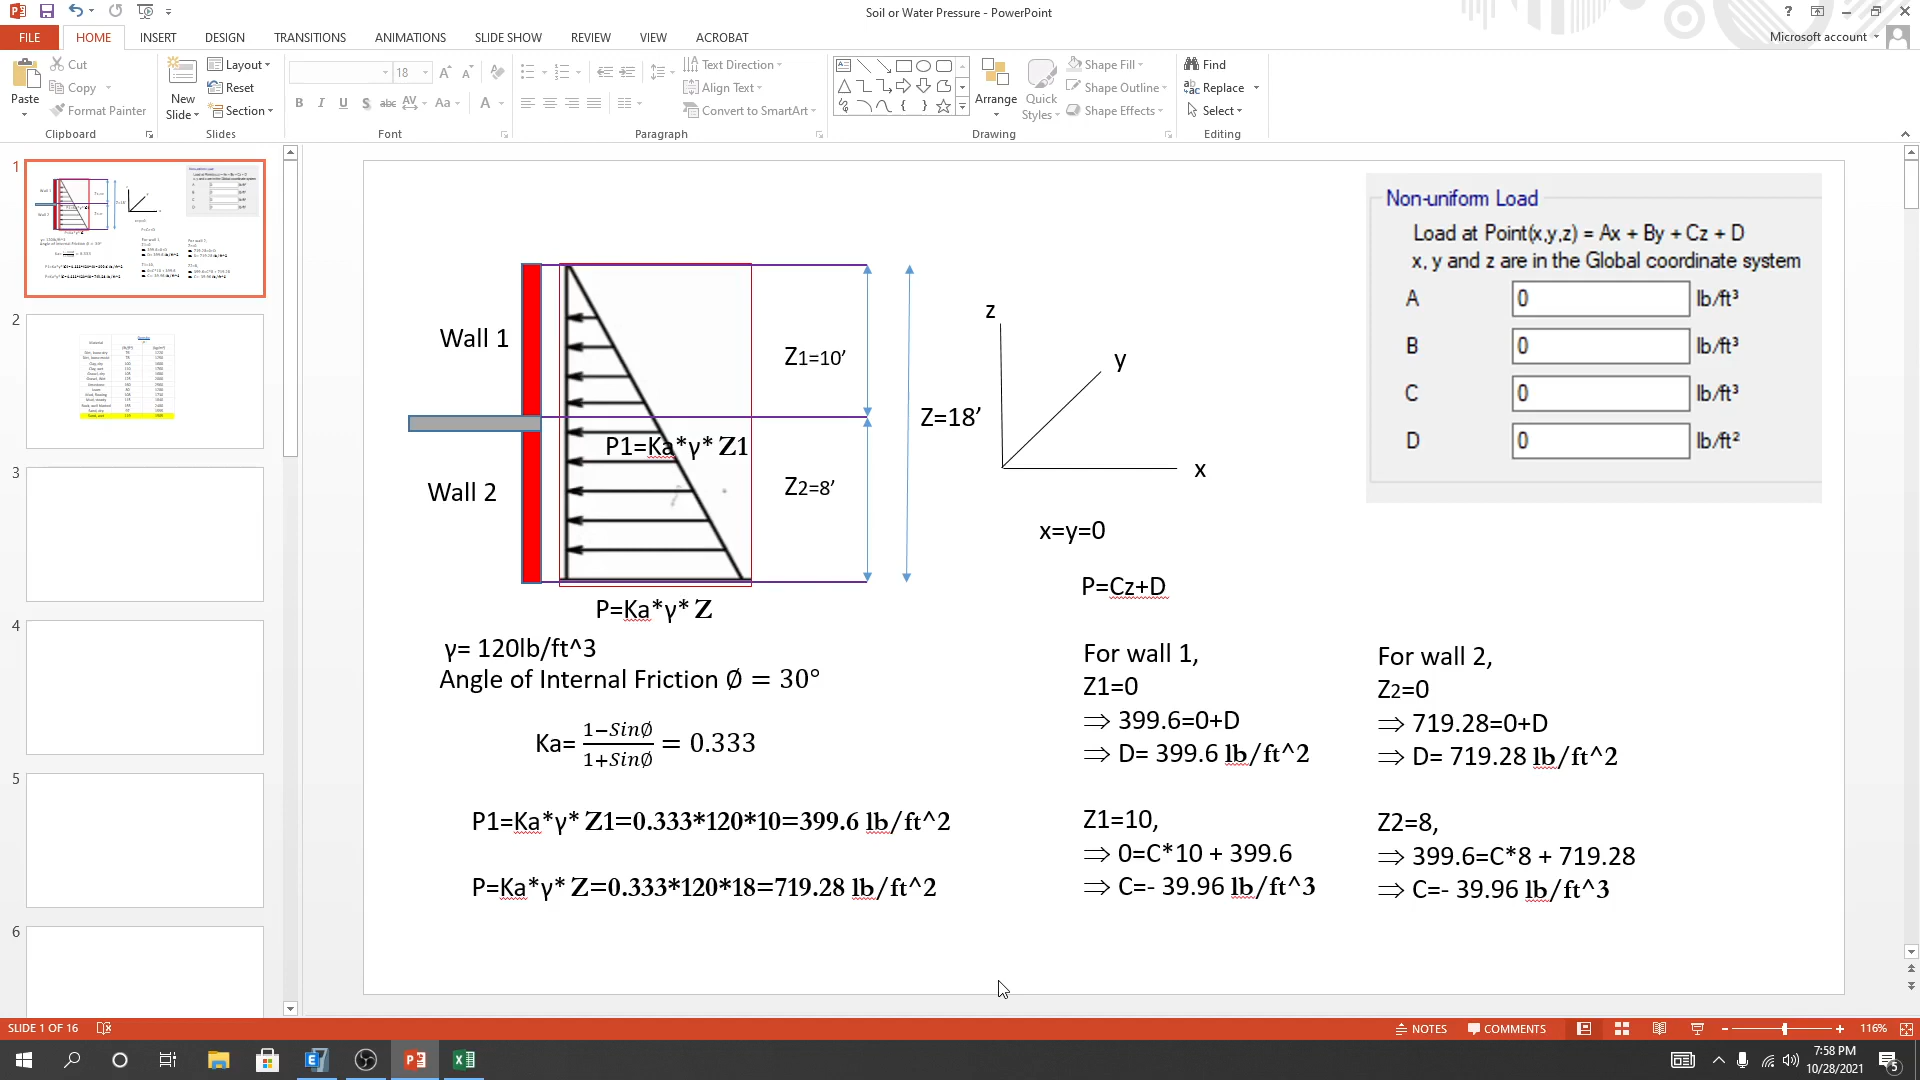 Soil or Water Pressure - PowerPoint
FILE HOME INSERT DESIGN TRANSITIONS ANIMATIONS SLIDE SHOW REVIEW VIEW ACROBAT
Microsoft account
Paste
Cut
Copy
Format Painter
Clipboard
New Slide
Layout
Reset
Section
Slides
18
Font
Text Direction
Align Text
Convert to SmartArt
Paragraph
Arrange
Quick Styles
Shape Fill
Shape Outline
Shape Effects
Drawing
Find
Replace
Select
Editing
1
2
3
4
5
6
Wall 1
Wall 2
P1=Ka*γ* Z1
P=Ka*γ* Z
Z1=10’
Z2=8’
Z=18’
z
y
x
x=y=0
P=Cz+D
Non-uniform Load
Load at Point(x,y,z) = Ax + By + Cz + D
x, y and z are in the Global coordinate system
A 0 lb/ft³
B 0 lb/ft³
C 0 lb/ft³
D 0 lb/ft²
γ= 120lb/ft^3
Angle of Internal Friction ∅ = 30°
Ka= 1−Sin∅ / 1+Sin∅ = 0.333
P1=Ka*γ* Z1=0.333*120*10=399.6 lb/ft^2
P=Ka*γ* Z=0.333*120*18=719.28 lb/ft^2
For wall 1,
Z1=0
⇒ 399.6=0+D
⇒ D= 399.6 lb/ft^2
Z1=10,
⇒ 0=C*10 + 399.6
⇒ C=- 39.96 lb/ft^3
For wall 2,
Z2=0
⇒ 719.28=0+D
⇒ D= 719.28 lb/ft^2
Z2=8,
⇒ 399.6=C*8 + 719.28
⇒ C=- 39.96 lb/ft^3
SLIDE 1 OF 16
NOTES
COMMENTS
116%
7:58 PM
10/28/2021
5